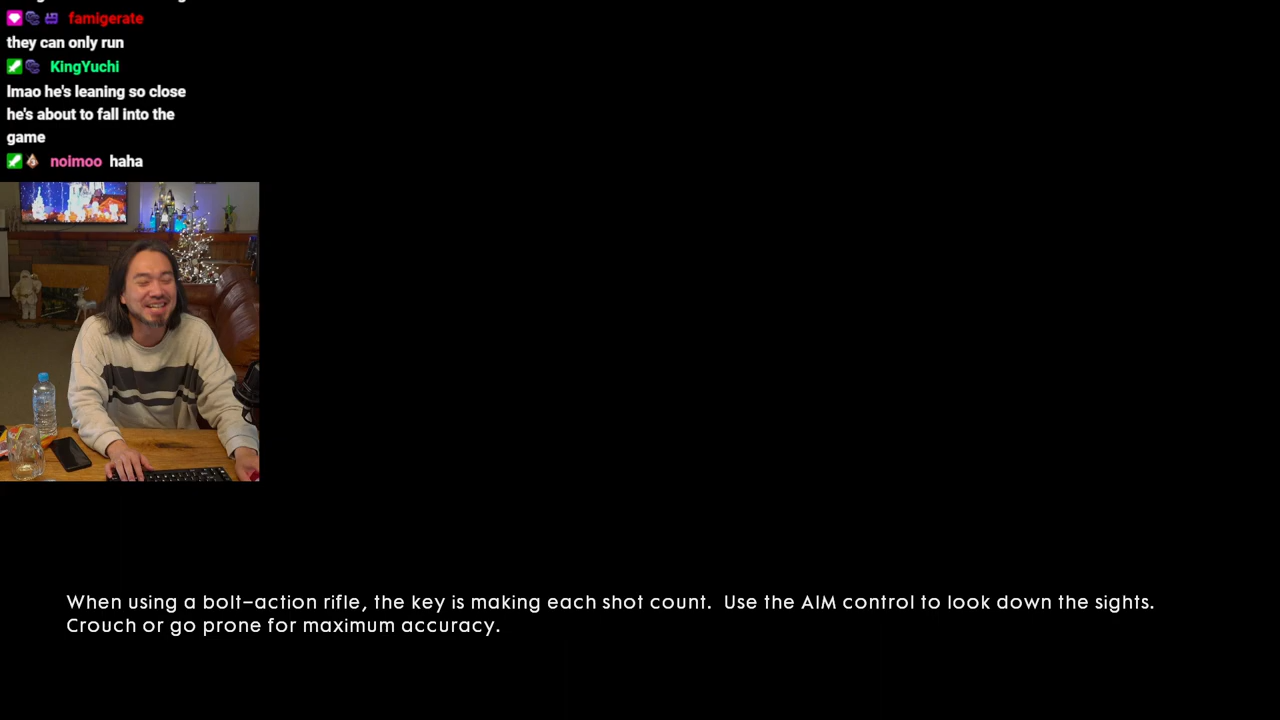 famigerate
they can only run
KingYuchi
lmao he's leaning so close
he's about to fall into the
game
noimoo haha
When using a bolt-action rifle, the key is making each shot count. Use the AIM control to look down the sights.
Crouch or go prone for maximum accuracy.